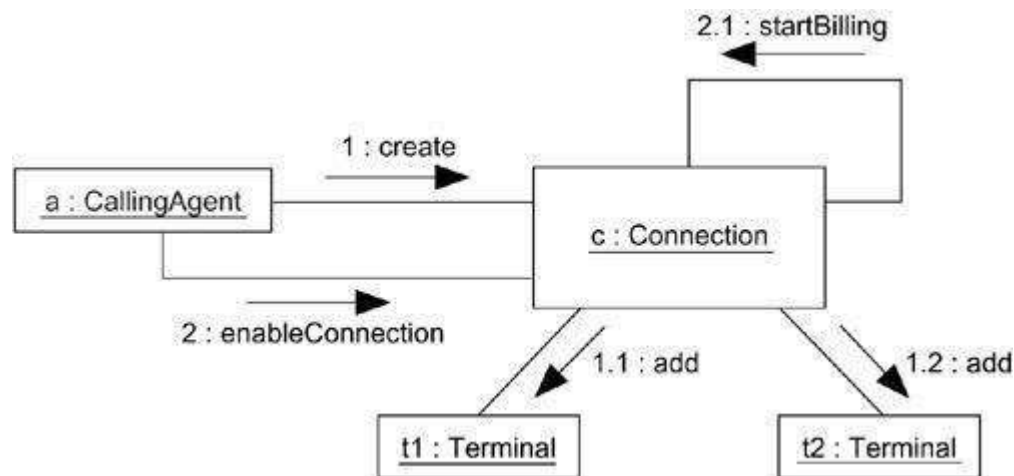 2.1 : startBilling
1 : create
a : CallingAgent
c : Connection
2 : enableConnection
1.1 : add
1.2 : add
t1 : Terminal
t2 : Terminal